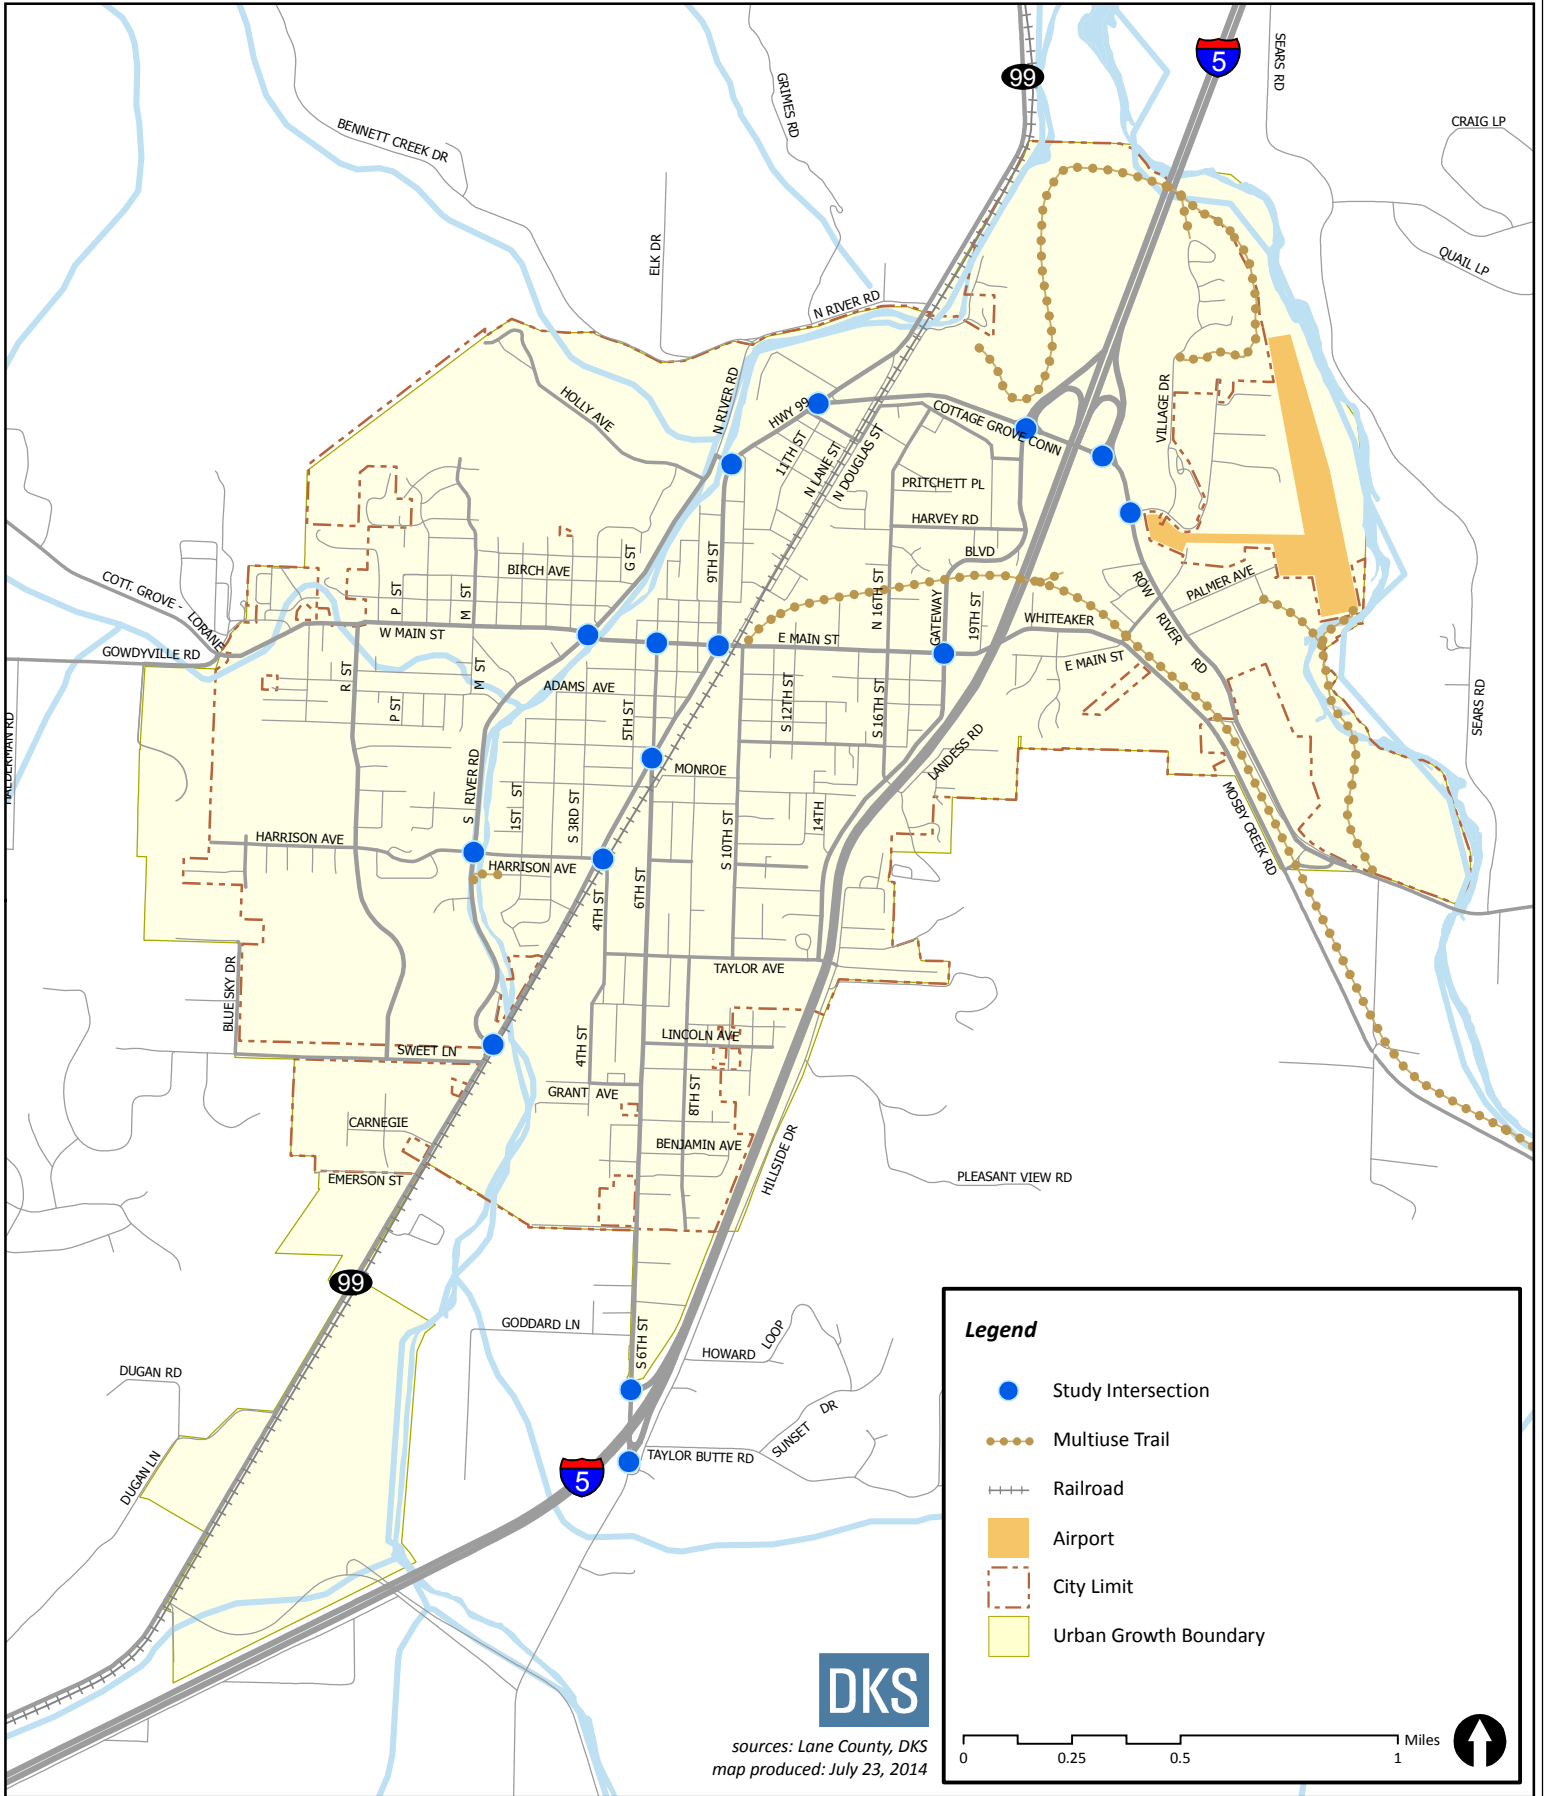 5
99
SEARS RD
CRAIG LP
GRIMES RD
BENNETT CREEK DR
QUAIL LP
ELK DR
N RIVER RD
HOLLY AVE
N RIVER RD
HWY 99
COTTAGE GROVE CONN
VILLAGE DR
11TH ST
N LANE ST
N DOUGLAS ST
PRITCHETT PL
HARVEY RD
BLVD
G ST
9TH ST
BIRCH AVE
COTT. GROVE - LORANE
P ST
M ST
N 16TH ST
GATEWAY
19TH ST
WHITEAKER
ROW RIVER RD
PALMER AVE
W MAIN ST
E MAIN ST
GOWDYVILLE RD
R ST
M ST
E MAIN ST
ADAMS AVE
P ST
5TH ST
S 12TH ST
S 16TH ST
SEARS RD
HALDERMAN RD
LANDESS RD
MONROE
S RIVER RD
1ST ST
S 3RD ST
14TH
MOSBY CREEK RD
HARRISON AVE
HARRISON AVE
S 10TH ST
6TH ST
4TH ST
TAYLOR AVE
BLUE SKY DR
LINCOLN AVE
SWEET LN
4TH ST
GRANT AVE
8TH ST
CARNEGIE
BENJAMIN AVE
HILLSIDE DR
EMERSON ST
PLEASANT VIEW RD
99
GODDARD LN
S 6TH ST
HOWARD LOOP
DUGAN RD
SUNSET DR
TAYLOR BUTTE RD
DUGAN LN
5
Legend
Study Intersection
Multiuse Trail
Railroad
Airport
City Limit
Urban Growth Boundary
DKS
sources: Lane County, DKS
map produced: July 23, 2014
Miles
0 0.25 0.5 1